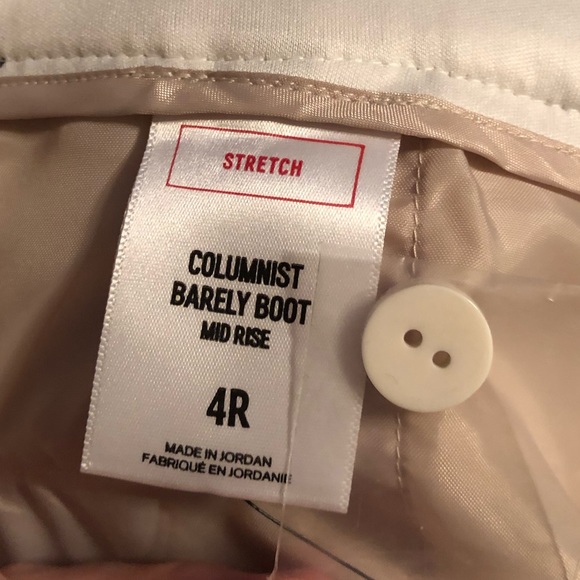 STRETCH
COLUMNIST
BARELY BOOT
MID RISE
4R
MADE IN JORDAN
FABRIQUÉ EN JORDANIE